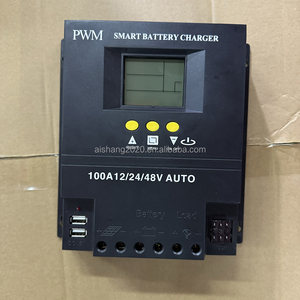 PWM SMART BATTERY CHARGER
aishang2020.en.alibaba.com
100A12/24/48V AUTO
Battery Load